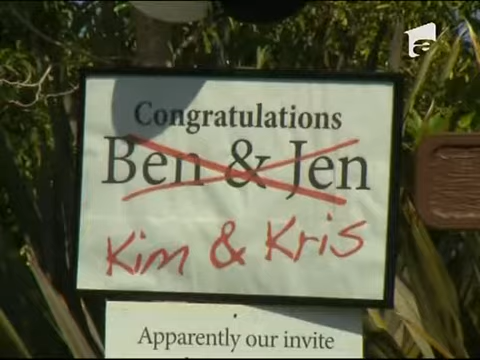 Congratulations
Ben & Jen
Kim & Kris
Apparently our invite